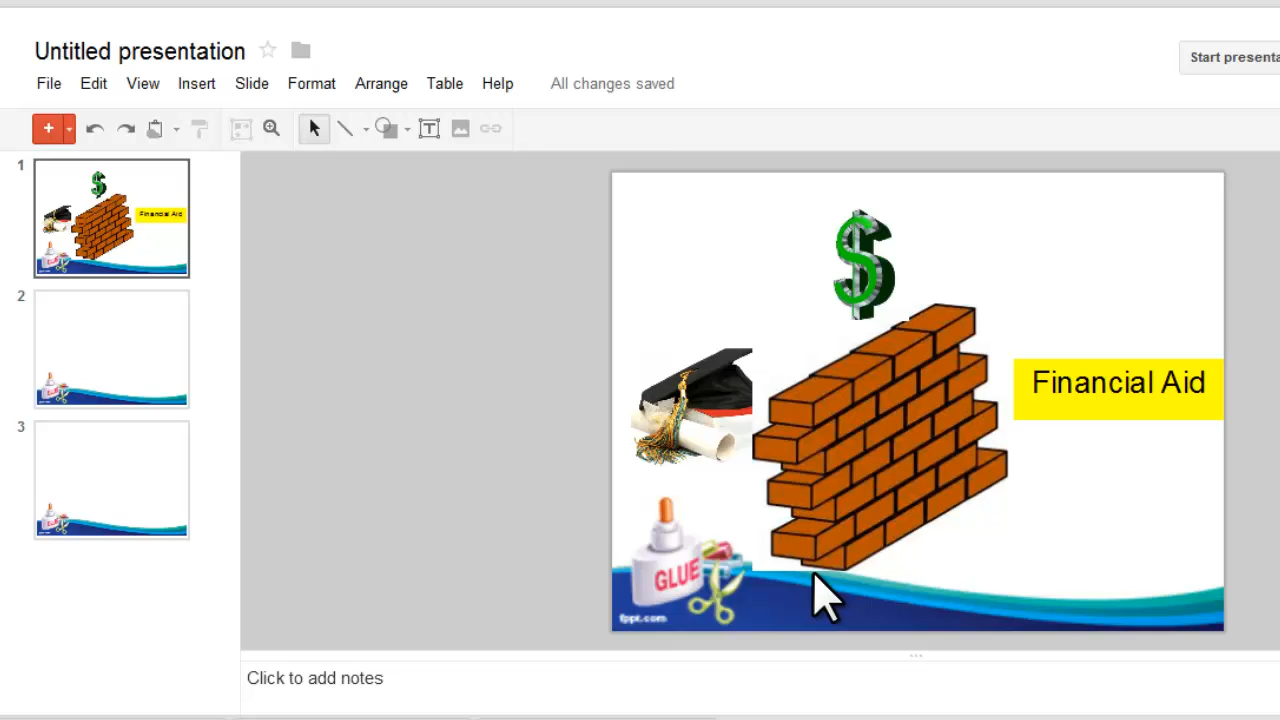 Untitled presentation
Start presenta
File Edit View Insert Slide Format Arrange Table Help All changes saved
1
Financial Aid
2
3
$
Financial Aid
GLUE
fppt.com
Click to add notes